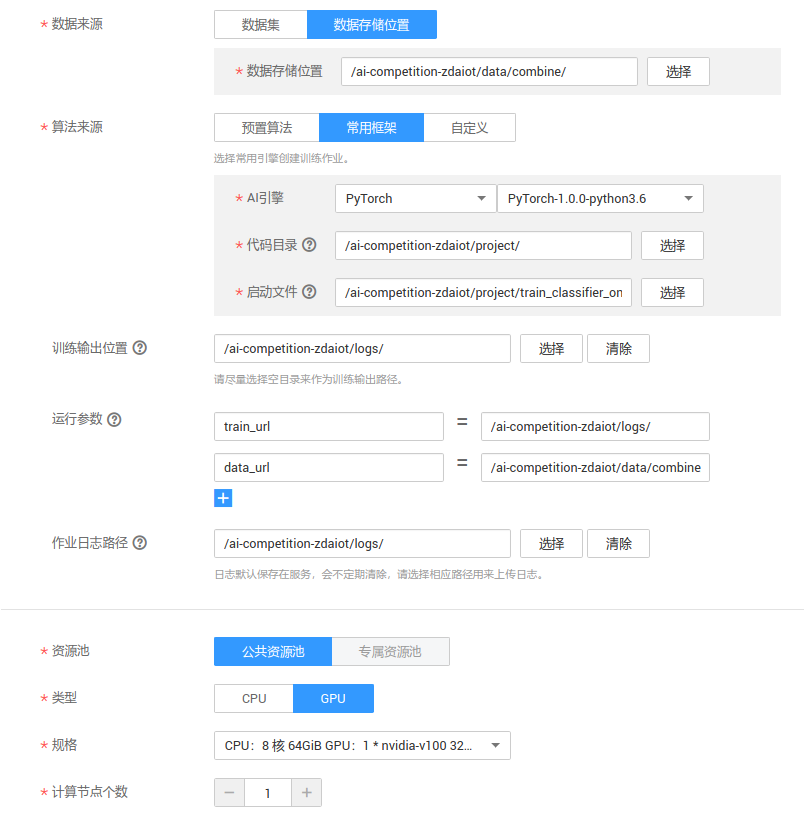 * 数据来源 数据集 数据存储位置
* 数据存储位置 /ai-competition-zdaiot/data/combine/ 选择
* 算法来源 预置算法 常用框架 自定义
选择常用引擎创建训练作业。
* AI引擎 PyTorch PyTorch-1.0.0-python3.6
* 代码目录 ? /ai-competition-zdaiot/project/ 选择
* 启动文件 ? /ai-competition-zdaiot/project/train_classifier_on 选择
训练输出位置 ? /ai-competition-zdaiot/logs/ 选择 清除
请尽量选择空目录来作为训练输出路径。
运行参数 ? train_url = /ai-competition-zdaiot/logs/
data_url = /ai-competition-zdaiot/data/combine
+
作业日志路径 ? /ai-competition-zdaiot/logs/ 选择 清除
日志默认保存在服务，会不定期清除，请选择相应路径用来上传日志。
* 资源池 公共资源池 专属资源池
* 类型 CPU GPU
* 规格 CPU：8 核 64GiB GPU：1 * nvidia-v100 32...
* 计算节点个数 − 1 +